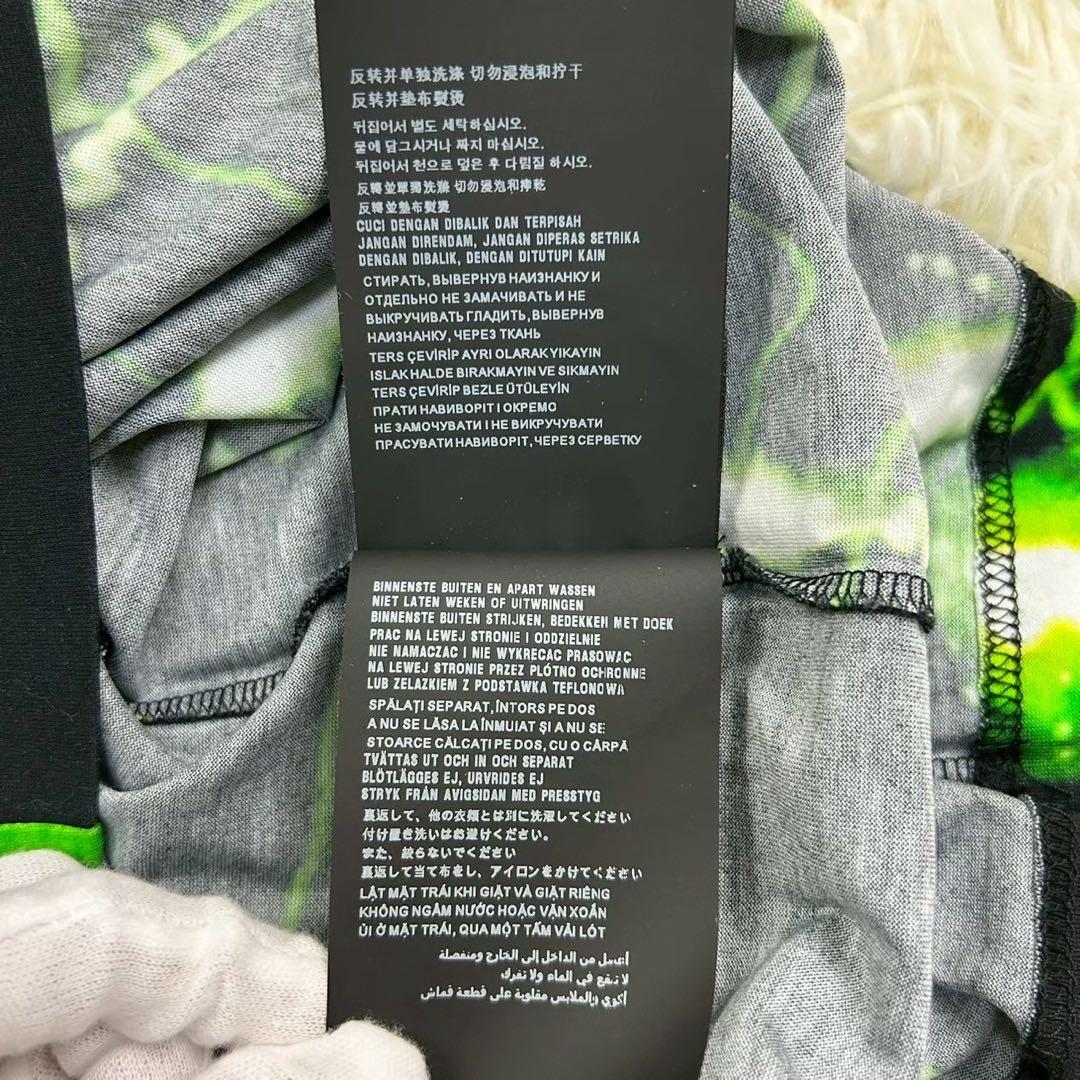 反转并单独洗涤 切勿浸泡和拧干
反转并垫布熨烫
뒤집어서 별도 세탁하십시오.
물에 담그시거나 짜지 마십시오.
뒤집어서 천으로 덮은 후 다림질 하시오.
反轉並單獨洗滌 切勿浸泡和擰乾
反轉並墊布熨燙
CUCI DENGAN DIBALIK DAN TERPISAH
JANGAN DIRENDAM, JANGAN DIPERAS SETRIKA
DENGAN DIBALIK, DENGAN DITUTUPI KAIN
СТИРАТЬ, ВЫВЕРНУВ НАИЗНАНКУ И
ОТДЕЛЬНО НЕ ЗАМАЧИВАТЬ И НЕ
ВЫКРУЧИВАТЬ ГЛАДИТЬ, ВЫВЕРНУВ
НАИЗНАНКУ, ЧЕРЕЗ ТКАНЬ
TERS ÇEVİRİP AYRI OLARAK YIKAYIN
ISLAK HALDE BIRAKMAYIN VE SIKMAYIN
TERS ÇEVİRİP BEZLE ÜTÜLEYİN
ПРАТИ НАВИВОРІТ І ОКРЕМО
НЕ ЗАМОЧУВАТИ І НЕ ВИКРУЧУВАТИ
ПРАСУВАТИ НАВИВОРІТ, ЧЕРЕЗ СЕРВЕТКУ
BINNENSTE BUITEN EN APART WASSEN
NIET LATEN WEKEN OF UITWRINGEN
BINNENSTE BUITEN STRIJKEN, BEDEKKEN MET DOEK
PRAC NA LEWEJ STRONIE I ODDZIELNIE
NIE NAMACZAC I NIE WYKRECAC PRASOWAC
NA LEWEJ STRONIE PRZEZ PLÓTNO OCHRONNE
LUB ZELAZKIEM Z PODSTAWKA TEFLONOWA
SPĂLAȚI SEPARAT, ÎNTORS PE DOS
A NU SE LĂSA LA ÎNMUIAT ȘI A NU SE
STOARCE CĂLCAȚI PE DOS, CU O CÂRPĂ
TVÄTTAS UT OCH IN OCH SEPARAT
BLÖTLÄGGES EJ, URVRIDES EJ
STRYK FRÅN AVIGSIDAN MED PRESSTYG
裏返して、他の衣類とは別に洗濯してください
付け置き洗いはお避けください。
また、絞らないでください
裏返して当て布をし、アイロンをかけてください
LẬT MẶT TRÁI KHI GIẶT VÀ GIẶT RIÊNG
KHÔNG NGÂM NƯỚC HOẶC VẶN XOẮN
ỦI Ở MẶT TRÁI, QUA MỘT TẤM VẢI LÓT
من الداخل إلى الخارج ومنفصلة
لا تنقع في الماء ولا تفرك
مقلوبة على قطعة قماش